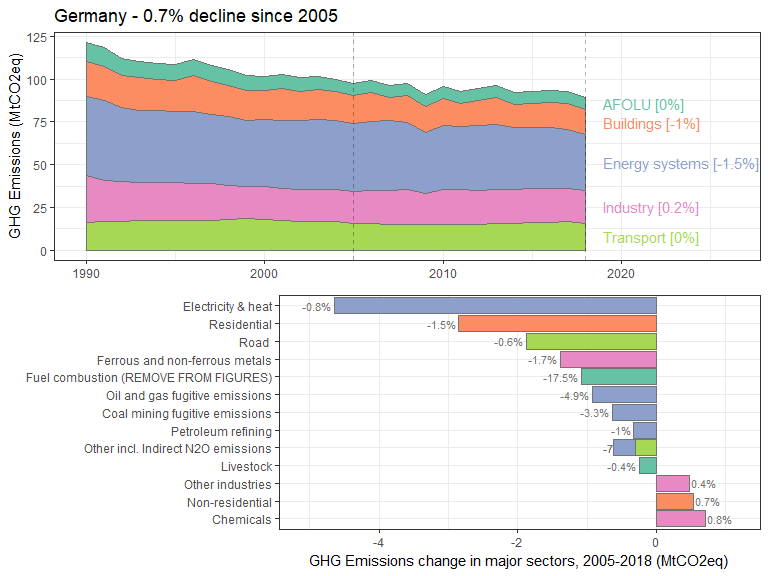 Germany - 0.7% decline since 2005
GHG Emissions (MtCO2eq)
125
100
75
50
25
0
AFOLU [0%]
Buildings [-1%]
Energy systems [-1.5%]
Industry [0.2%]
Transport [0%]
1990 2000 2010 2020
Electricity & heat -0.8%
Residential -1.5%
Road -0.6%
Ferrous and non-ferrous metals -1.7%
Fuel combustion (REMOVE FROM FIGURES) -17.5%
Oil and gas fugitive emissions -4.9%
Coal mining fugitive emissions -3.3%
Petroleum refining -1%
Other incl. Indirect N2O emissions -7
Livestock -0.4%
Other industries 0.4%
Non-residential 0.7%
Chemicals 0.8%
-4 -2 0
GHG Emissions change in major sectors, 2005-2018 (MtCO2eq)